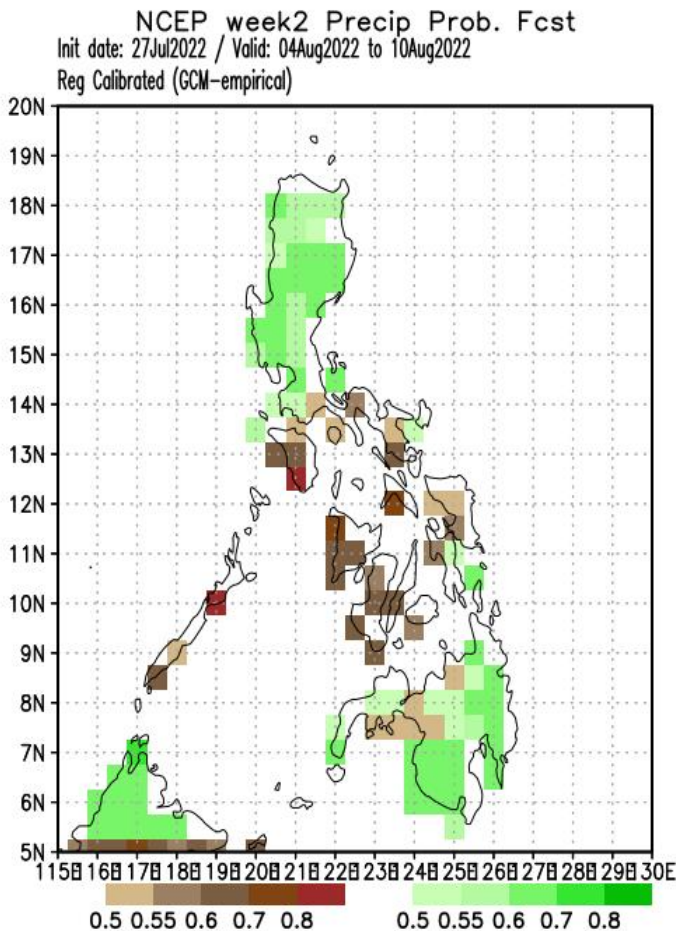 NCEP week2 Precip Prob. Fcst
Init date: 27Jul2022 / Valid: 04Aug2022 to 10Aug2022
Reg Calibrated (GCM-empirical)
20N
19N
18N
17N
16N
15N
14N
13N
12N
11N
10N
9N
8N
7N
6N
5N
0.5 0.55 0.6 0.7 0.8 0.5 0.55 0.6 0.7 0.8